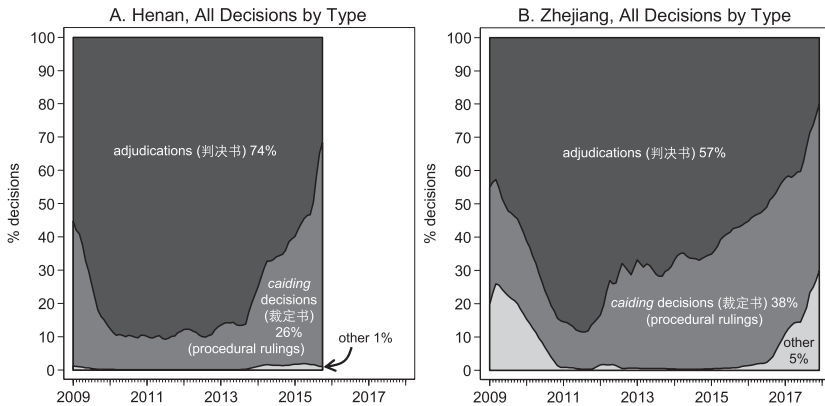 A. Henan, All Decisions by Type
% decisions
100
90
80
70
60
50
40
30
20
10
0
adjudications (判决书) 74%
caiding
decisions
(裁定书)
26%
(procedural rulings)
other 1%
2009
2011
2013
2015
2017
B. Zhejiang, All Decisions by Type
% decisions
100
90
80
70
60
50
40
30
20
10
0
adjudications (判决书) 57%
caiding decisions (裁定书) 38%
(procedural rulings)
other
5%
2009
2011
2013
2015
2017